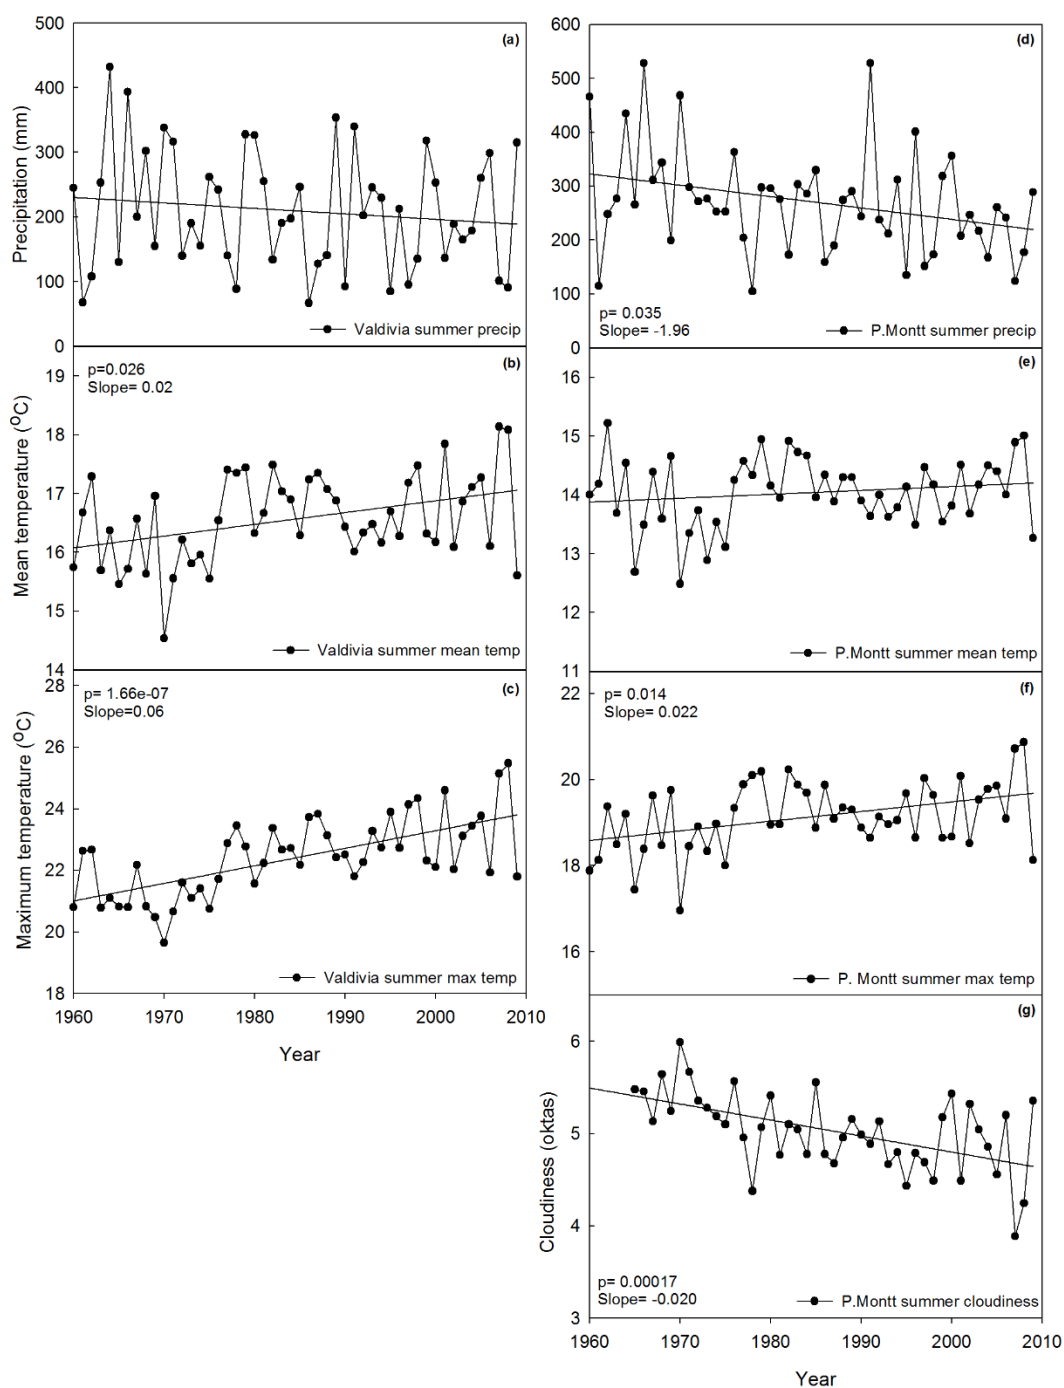 (a)
500
400
300
200
100
0
Precipitation (mm)
Valdivia summer precip
(b)
p=0.026
Slope= 0.02
19
18
17
16
15
14
Mean temperature (ºC)
Valdivia summer mean temp
(c)
p= 1.66e-07
Slope=0.06
28
26
24
22
20
18
Maximum temperature (ºC)
Valdivia summer max temp
1960 1970 1980 1990 2000 2010
Year
(d)
600
500
400
300
200
100
0
p= 0.035
Slope= -1.96
P.Montt summer precip
(e)
16
15
14
13
12
11
P.Montt summer mean temp
(f)
p= 0.014
Slope= 0.022
22
20
18
16
P. Montt summer max temp
(g)
6
5
4
3
Cloudiness (oktas)
p= 0.00017
Slope= -0.020
P.Montt summer cloudiness
1960 1970 1980 1990 2000 2010
Year